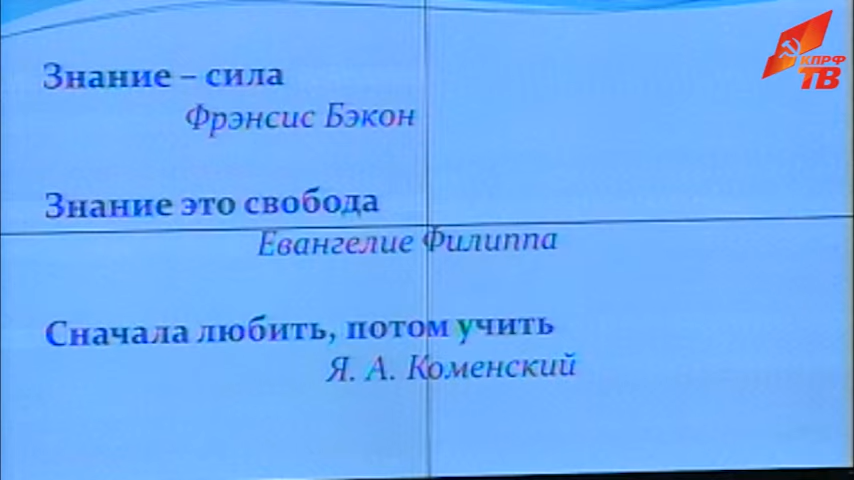 Знание – сила
Фрэнсис Бэкон
Знание это свобода
Евангелие Филиппа
Сначала любить, потом учить
Я. А. Коменский
КПРФ
ТВ